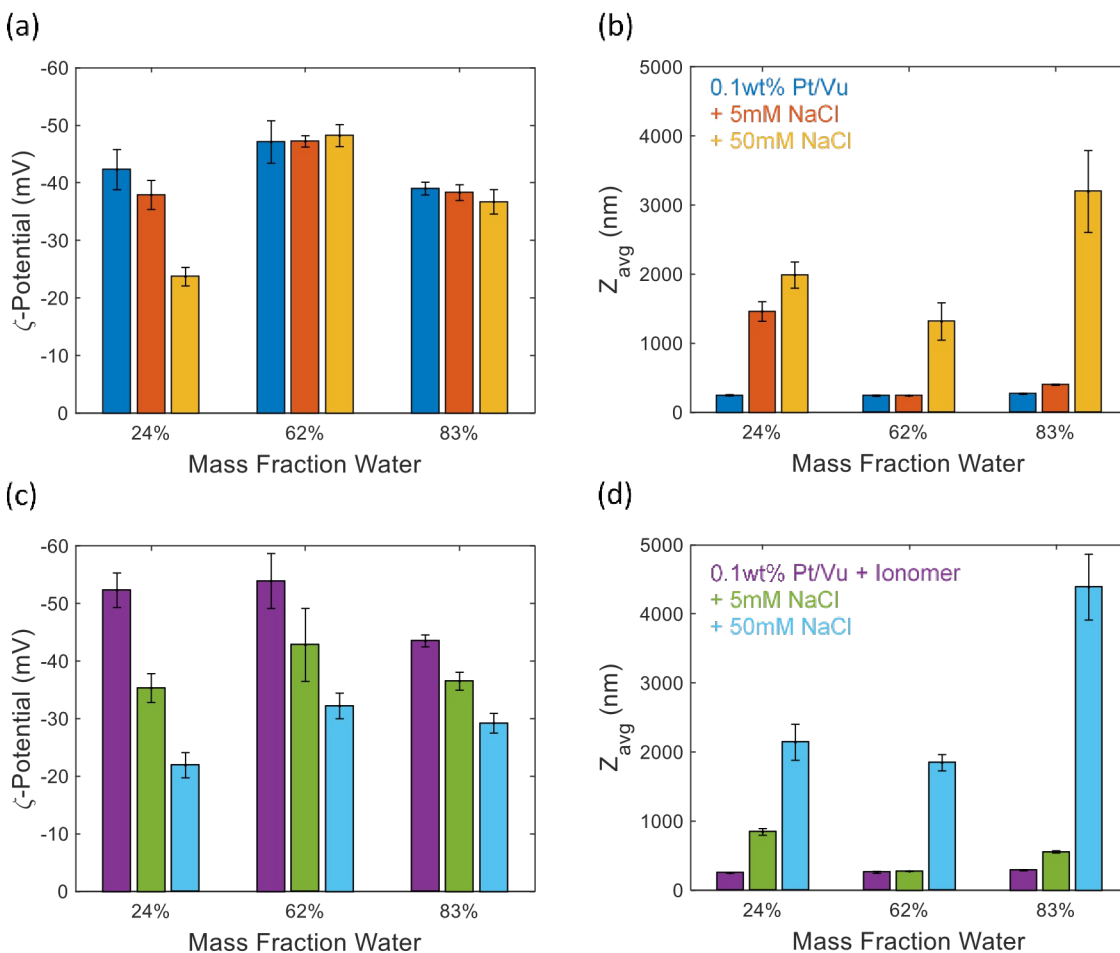 (a)
-60
-50
-40
-30
-20
-10
0
ζ-Potential (mV)
24%
62%
83%
Mass Fraction Water
(b)
5000
4000
3000
2000
1000
0
Zavg (nm)
0.1wt% Pt/Vu
+ 5mM NaCl
+ 50mM NaCl
24%
62%
83%
Mass Fraction Water
(c)
-60
-50
-40
-30
-20
-10
0
ζ-Potential (mV)
24%
62%
83%
Mass Fraction Water
(d)
5000
4000
3000
2000
1000
0
Zavg (nm)
0.1wt% Pt/Vu + Ionomer
+ 5mM NaCl
+ 50mM NaCl
24%
62%
83%
Mass Fraction Water